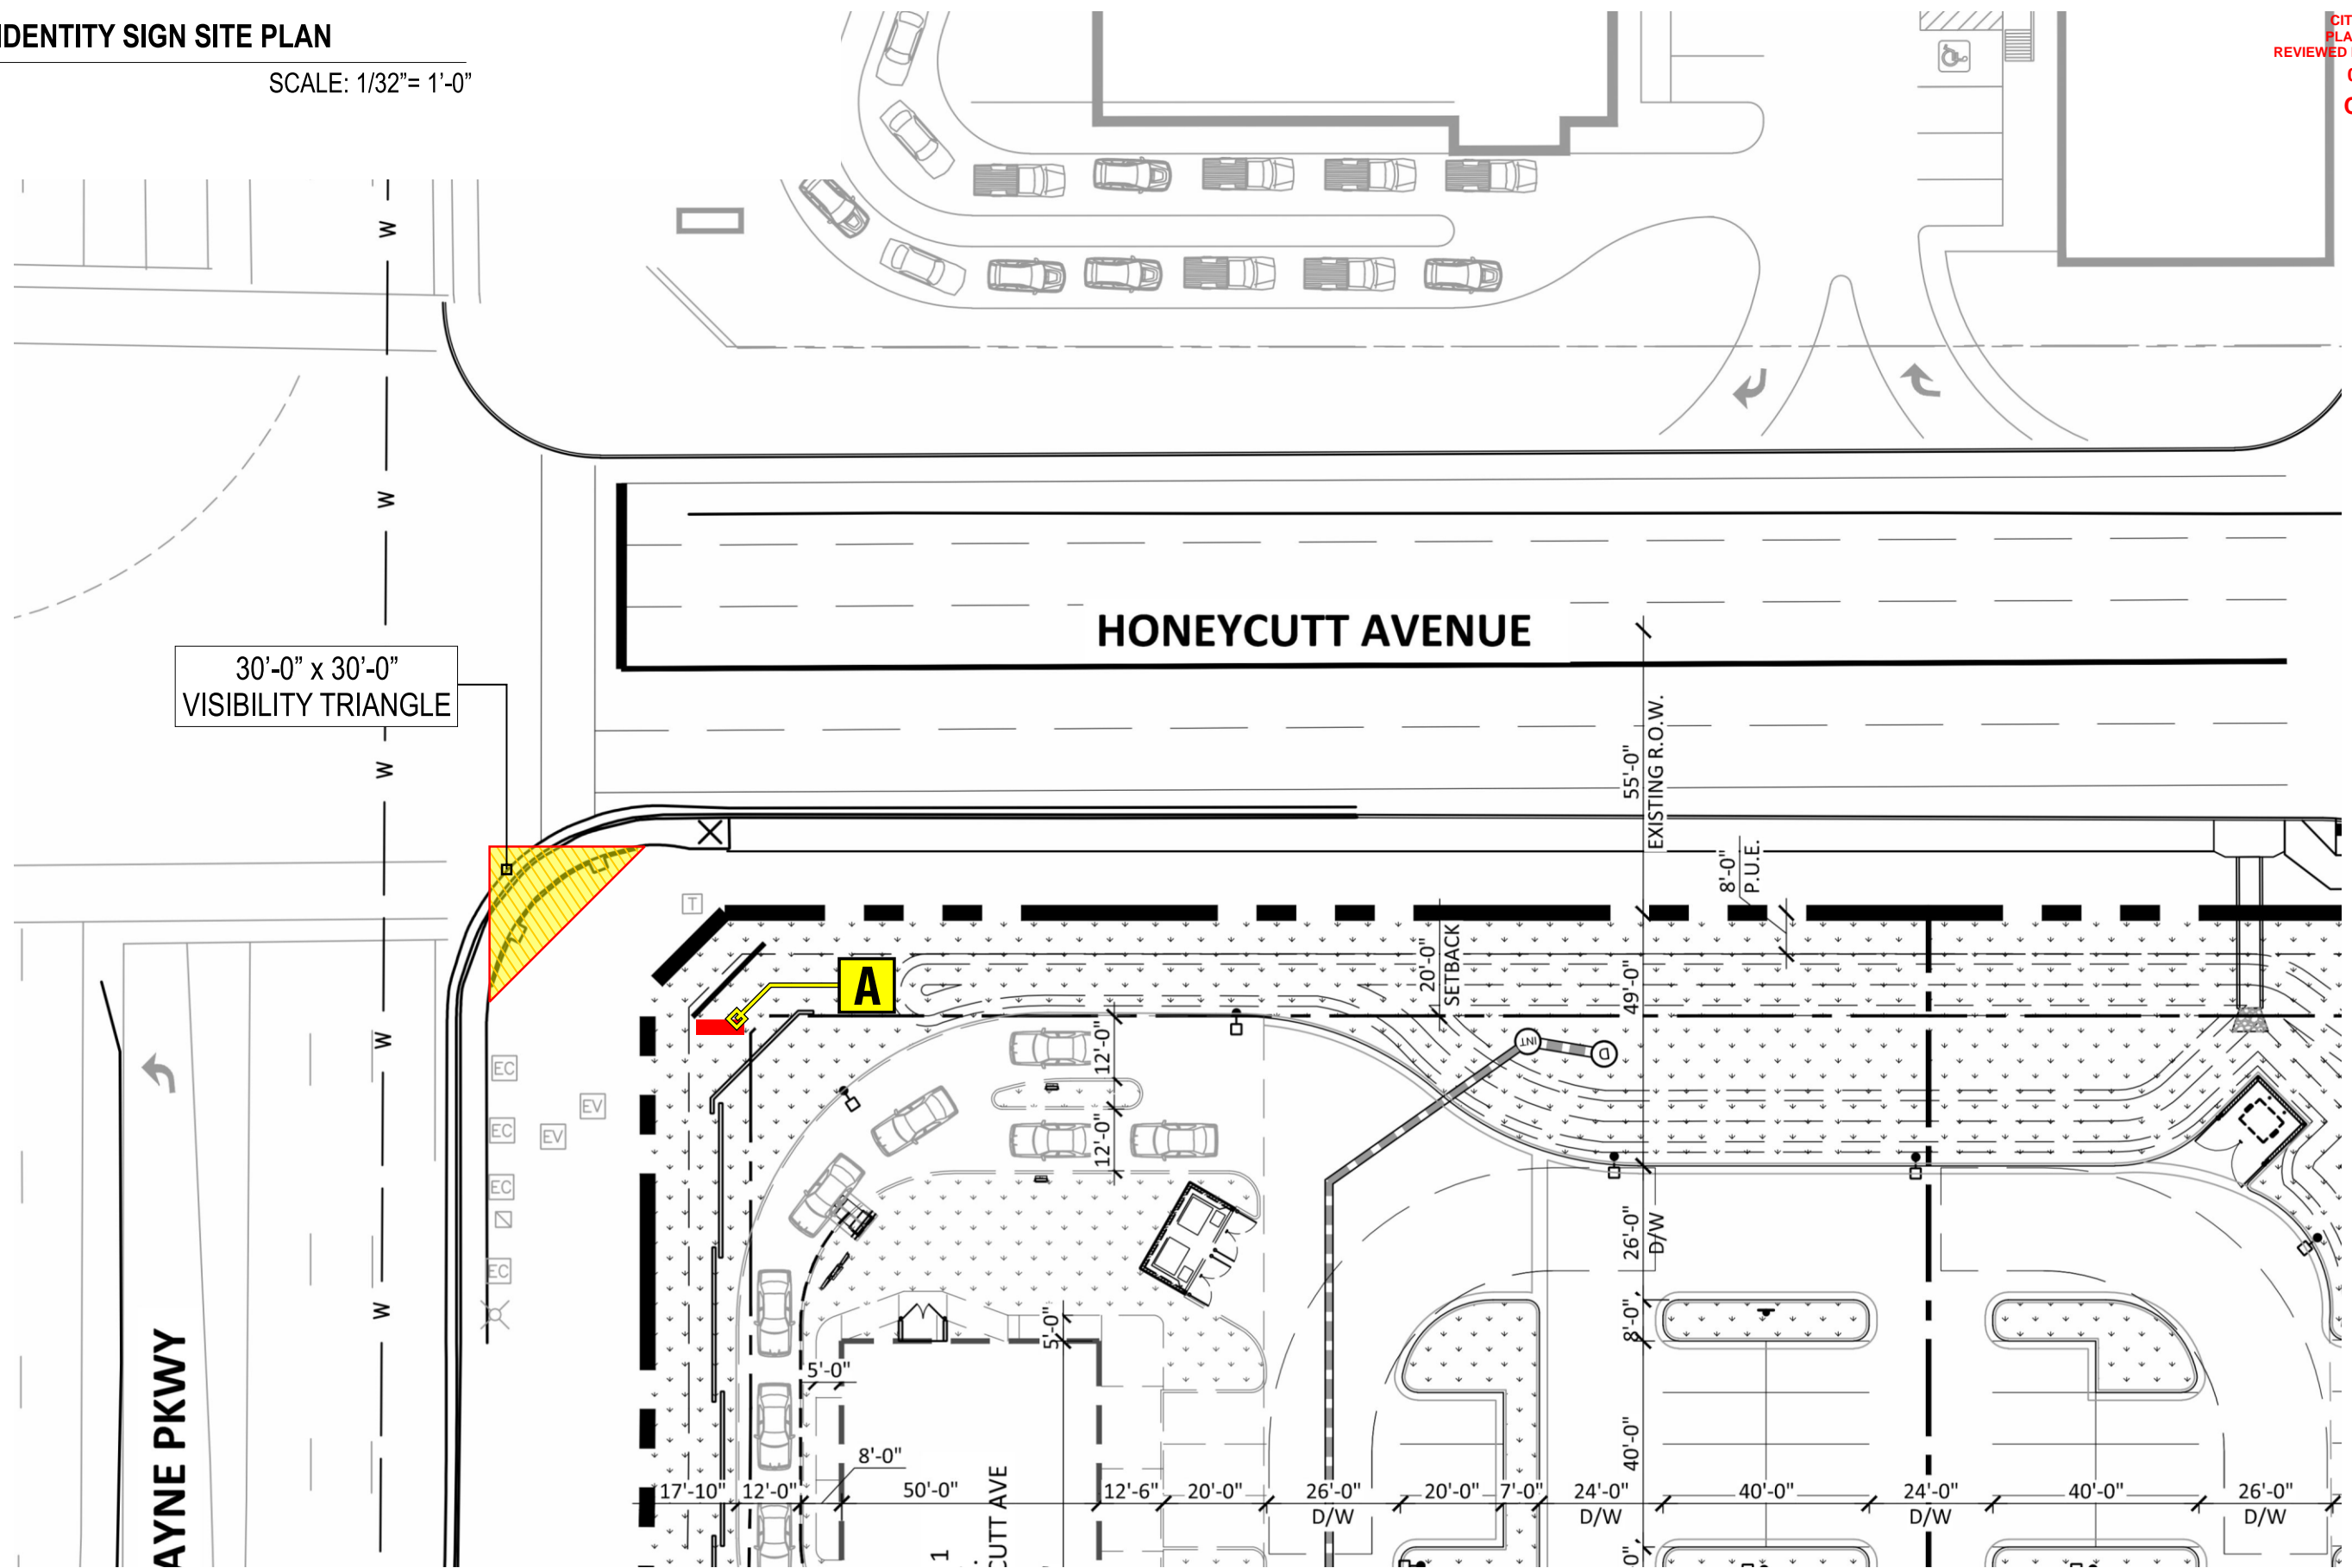 IDENTITY SIGN SITE PLAN
SCALE: 1/32”= 1’-0”
CIT
PLA
REVIEWED
W
W
HONEYCUTT AVENUE
30’-0” x 30’-0”
VISIBILITY TRIANGLE
W
55'-0"
EXISTING R.O.W.
8'-0"
P.U.E.
T
A
E
20'-0"
SETBACK
49'-0"
W
12'-0"
INT
D
EC
EV
EC
EV
12'-0"
EC
EC
W
26'-0"
D/W
8'-0"
5'-0"
5'-0"
AYNE PKWY
8'-0"
40'-0"
17'-10"
12'-0"
50'-0"
12'-6"
20'-0"
26'-0"
D/W
20'-0"
7'-0"
24'-0"
D/W
40'-0"
24'-0"
D/W
40'-0"
26'-0"
D/W
1
CUTT AVE